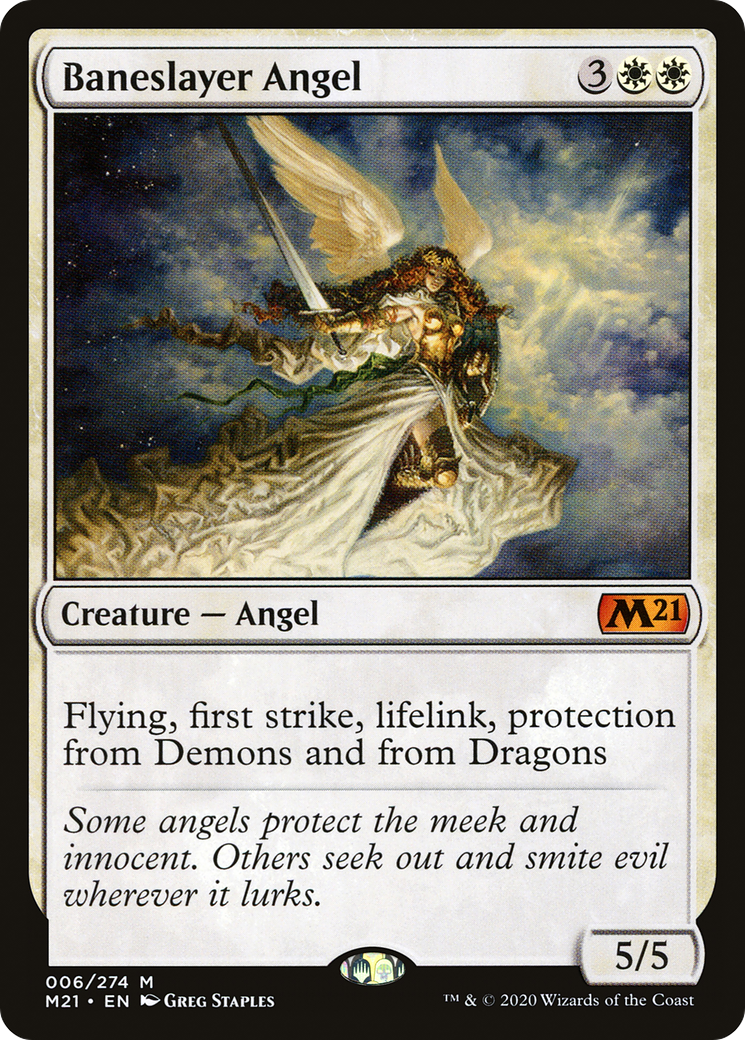 Baneslayer Angel 3
Creature — Angel M21
Flying, first strike, lifelink, protection
from Demons and from Dragons
Some angels protect the meek and
innocent. Others seek out and smite evil
wherever it lurks.
5/5
006/274 M
M21 • EN Greg Staples ™ & © 2020 Wizards of the Coast